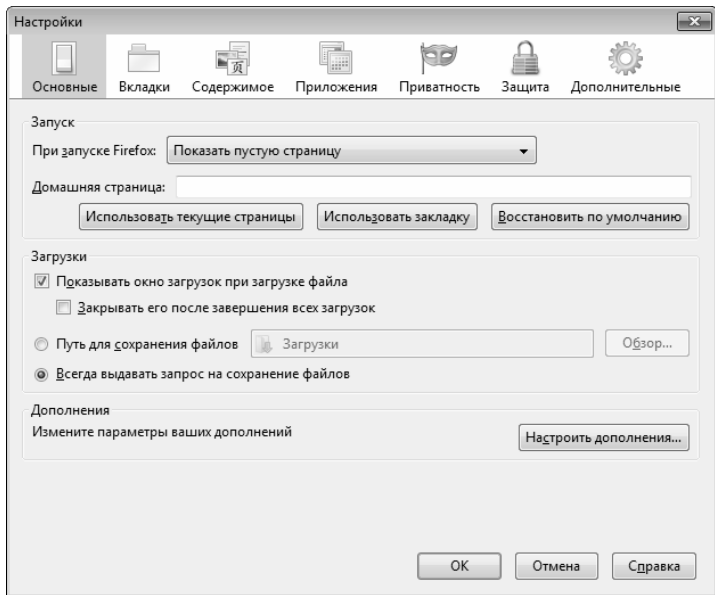 Настройки
Основные Вкладки Содержимое Приложения Приватность Защита Дополнительные
Запуск
При запуске Firefox: Показать пустую страницу
Домашняя страница:
Использовать текущие страницы Использовать закладку Восстановить по умолчанию
Загрузки
Показывать окно загрузок при загрузке файла
Закрывать его после завершения всех загрузок
Путь для сохранения файлов Загрузки Обзор...
Всегда выдавать запрос на сохранение файлов
Дополнения
Измените параметры ваших дополнений
Настроить дополнения...
OK Отмена Справка